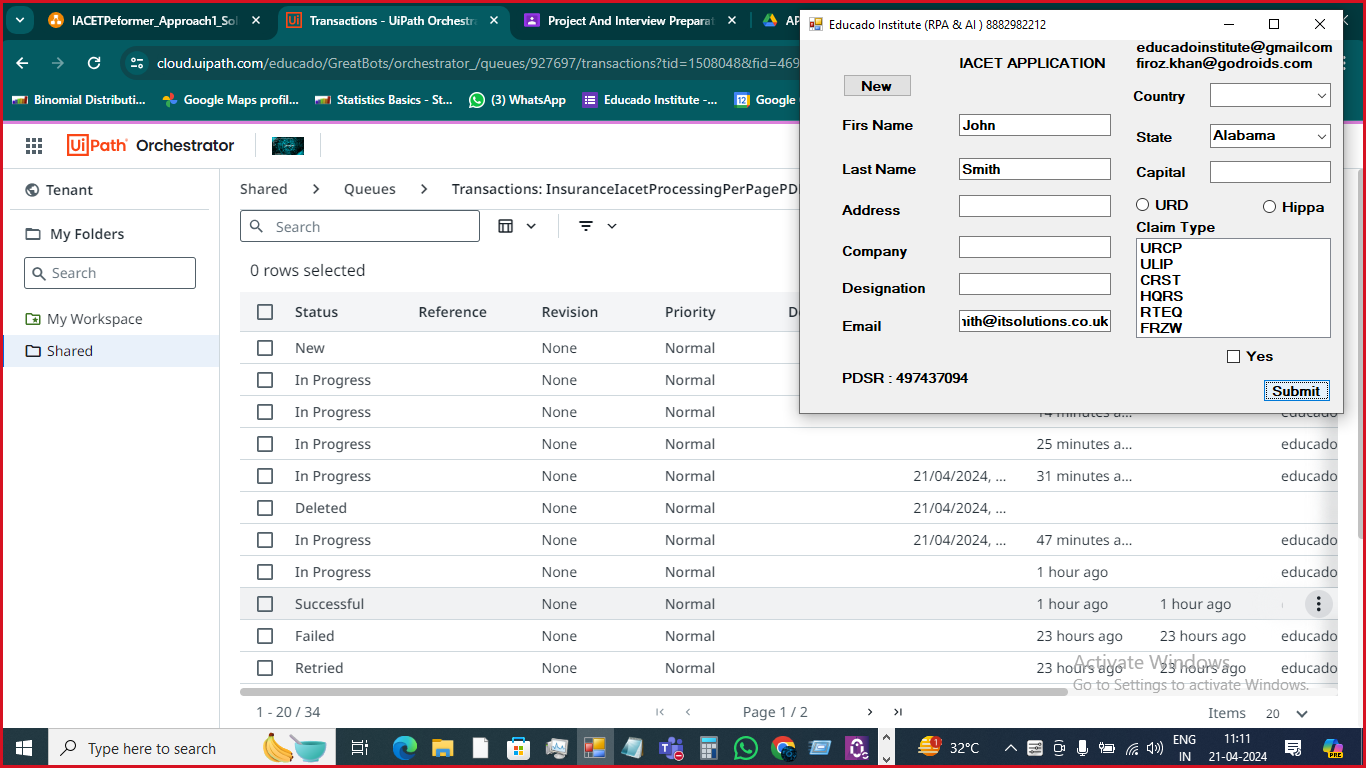 IACETPeformer_Approach1_Sol
Transactions - UiPath Orchestra
Project And Interview Preparat
cloud.uipath.com/educado/GreatBots/orchestrator_/queues/927697/transactions?tid=1508048&fid=469
Binomial Distributi...
Google Maps profil...
Statistics Basics - St...
(3) WhatsApp
Educado Institute -...
Google
Educado Institute (RPA & AI ) 8882982212
IACET APPLICATION
educadoinstitute@gmailcom
firoz.khan@godroids.com
New
Country
Firs Name
John
State
Alabama
Last Name
Smith
Capital
Address
URD
Hippa
Claim Type
Company
URCP
ULIP
CRST
HQRS
RTEQ
FRZW
Designation
Email
ith@itsolutions.co.uk
Yes
PDSR : 497437094
Submit
UiPath Orchestrator
Tenant
My Folders
Search
My Workspace
Shared
Shared > Queues > Transactions: InsuranceIacetProcessingPerPagePD
Search
0 rows selected
Status Reference Revision Priority
New None Normal
In Progress None Normal
In Progress None Normal 14 minutes a... educado
In Progress None Normal 25 minutes a... educado
In Progress None Normal 21/04/2024, ... 31 minutes a... educado
Deleted None Normal 21/04/2024, ...
In Progress None Normal 21/04/2024, ... 47 minutes a... educado
In Progress None Normal 1 hour ago educado
Successful None Normal 1 hour ago 1 hour ago
Failed None Normal 23 hours ago 23 hours ago educado
Retried None Normal 23 hours ago 23 hours ago educado
Activate Windows
Go to Settings to activate Windows.
1 - 20 / 34
Page 1 / 2
Items 20
Type here to search
32°C
ENG
IN
11:11
21-04-2024
PRE